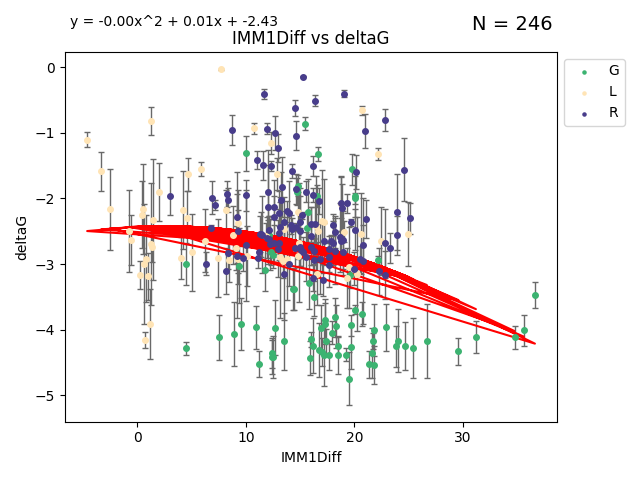 y = -0.00x^2 + 0.01x + -2.43
N = 246
IMM1Diff vs deltaG
0
−1
−2
−3
−4
−5
deltaG
0 10 20 30
IMM1Diff
G
L
R